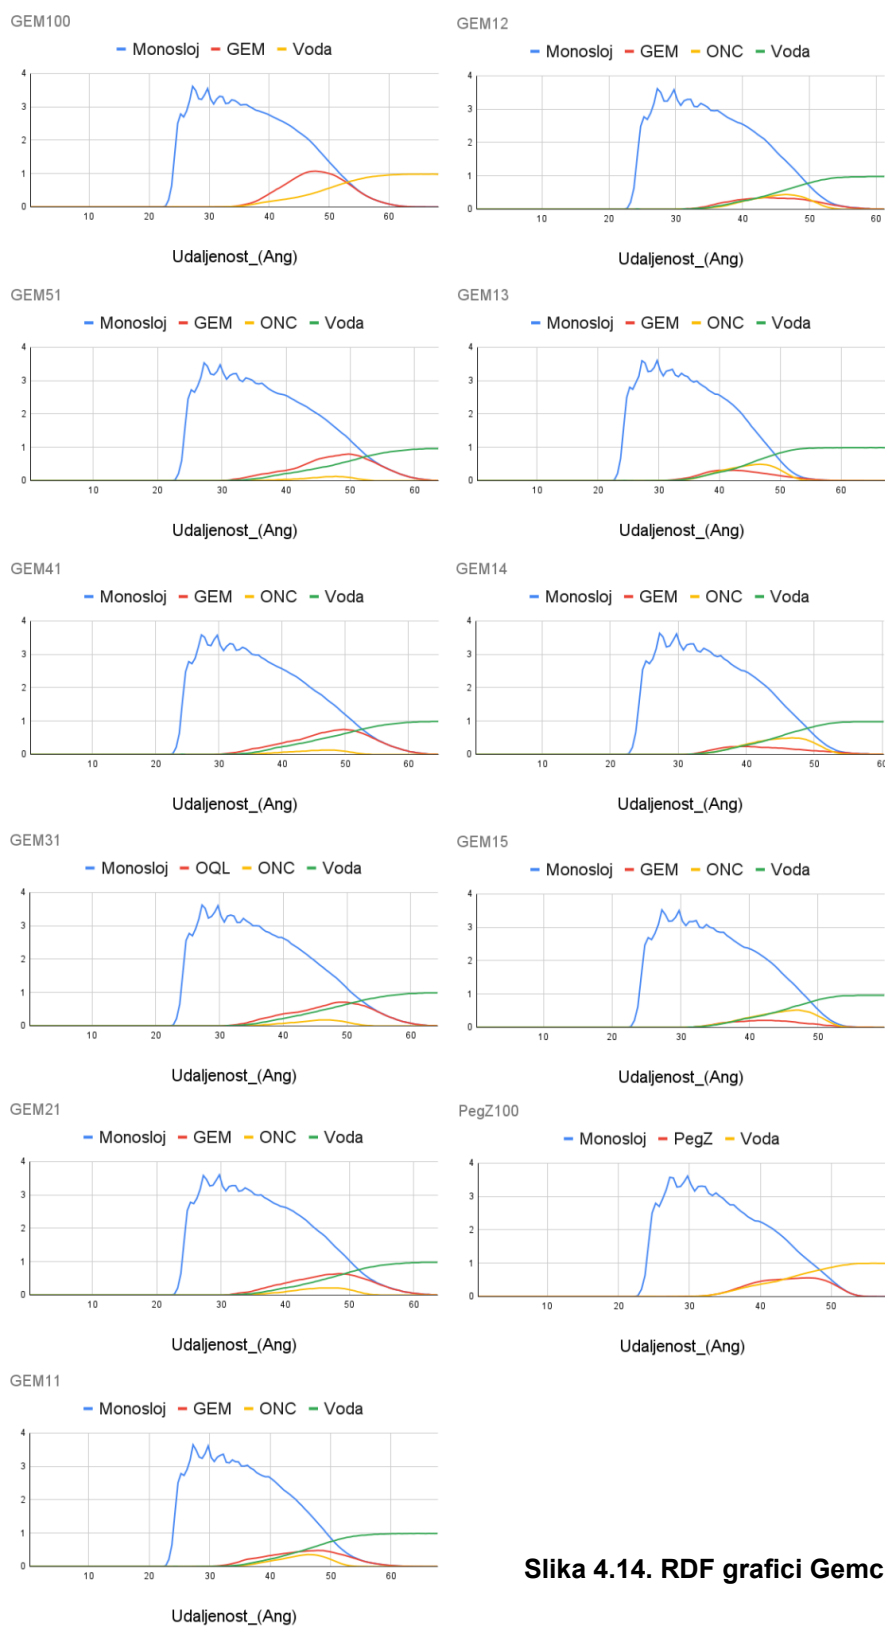 GEM100
Monosloj GEM Voda
4
3
2
1
0
10 20 30 40 50 60
Udaljenost_(Ang)
GEM51
Monosloj GEM ONC Voda
4
3
2
1
0
10 20 30 40 50 60
Udaljenost_(Ang)
GEM41
Monosloj GEM ONC Voda
4
3
2
1
0
10 20 30 40 50 60
Udaljenost_(Ang)
GEM31
Monosloj OQL ONC Voda
4
3
2
1
0
10 20 30 40 50 60
Udaljenost_(Ang)
GEM21
Monosloj GEM ONC Voda
4
3
2
1
0
10 20 30 40 50 60
Udaljenost_(Ang)
GEM11
Monosloj GEM ONC Voda
4
3
2
1
0
10 20 30 40 50 60
Udaljenost_(Ang)
GEM12
Monosloj GEM ONC Voda
4
3
2
1
0
10 20 30 40 50 60
Udaljenost_(Ang)
GEM13
Monosloj GEM ONC Voda
4
3
2
1
0
10 20 30 40 50 60
Udaljenost_(Ang)
GEM14
Monosloj GEM ONC Voda
4
3
2
1
0
10 20 30 40 50 60
Udaljenost_(Ang)
GEM15
Monosloj GEM ONC Voda
4
3
2
1
0
10 20 30 40 50
Udaljenost_(Ang)
PegZ100
Monosloj PegZ Voda
4
3
2
1
0
10 20 30 40 50
Udaljenost_(Ang)
Slika 4.14. RDF grafici Gemc